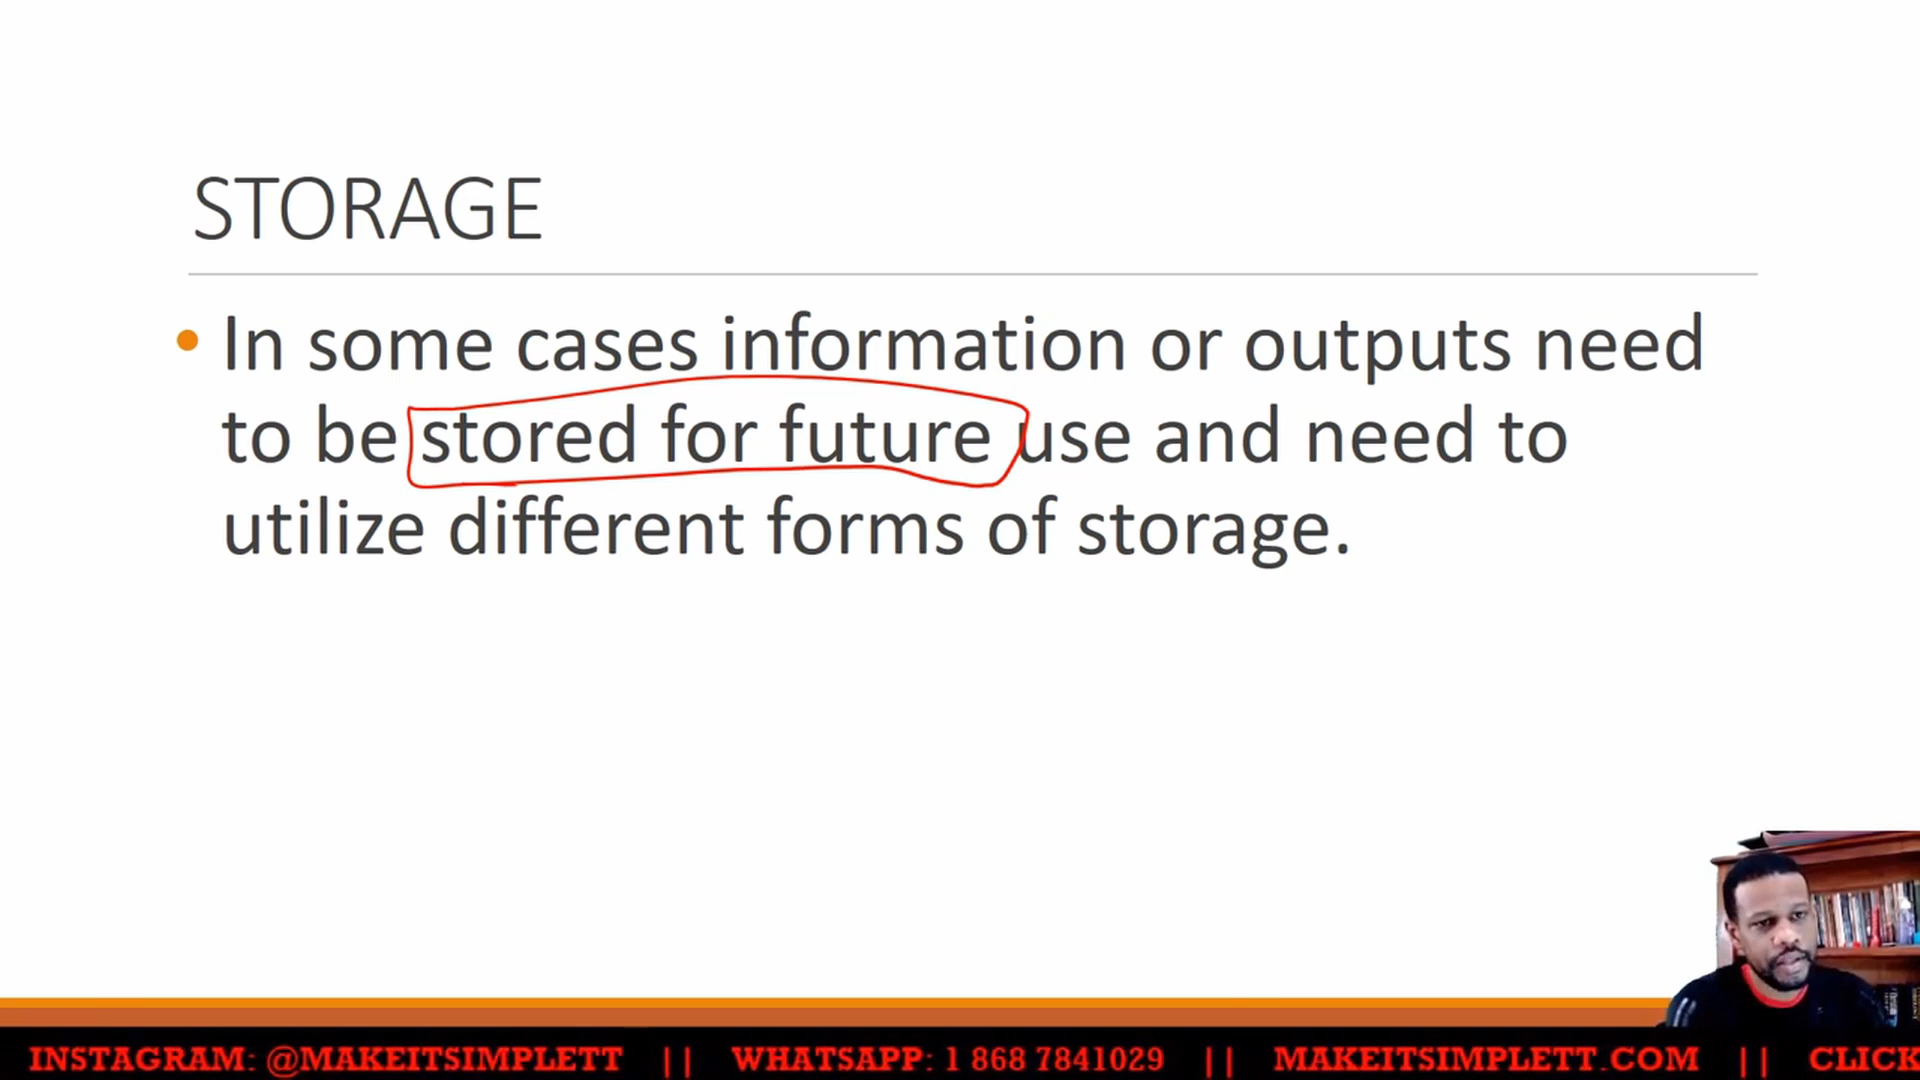 STORAGE
• In some cases information or outputs need
to be stored for future use and need to
utilize different forms of storage.
INSTAGRAM: @MAKEITSIMPLETT || WHATSAPP: 1 868 7841029 || MAKEITSIMPLETT.COM || CLICK